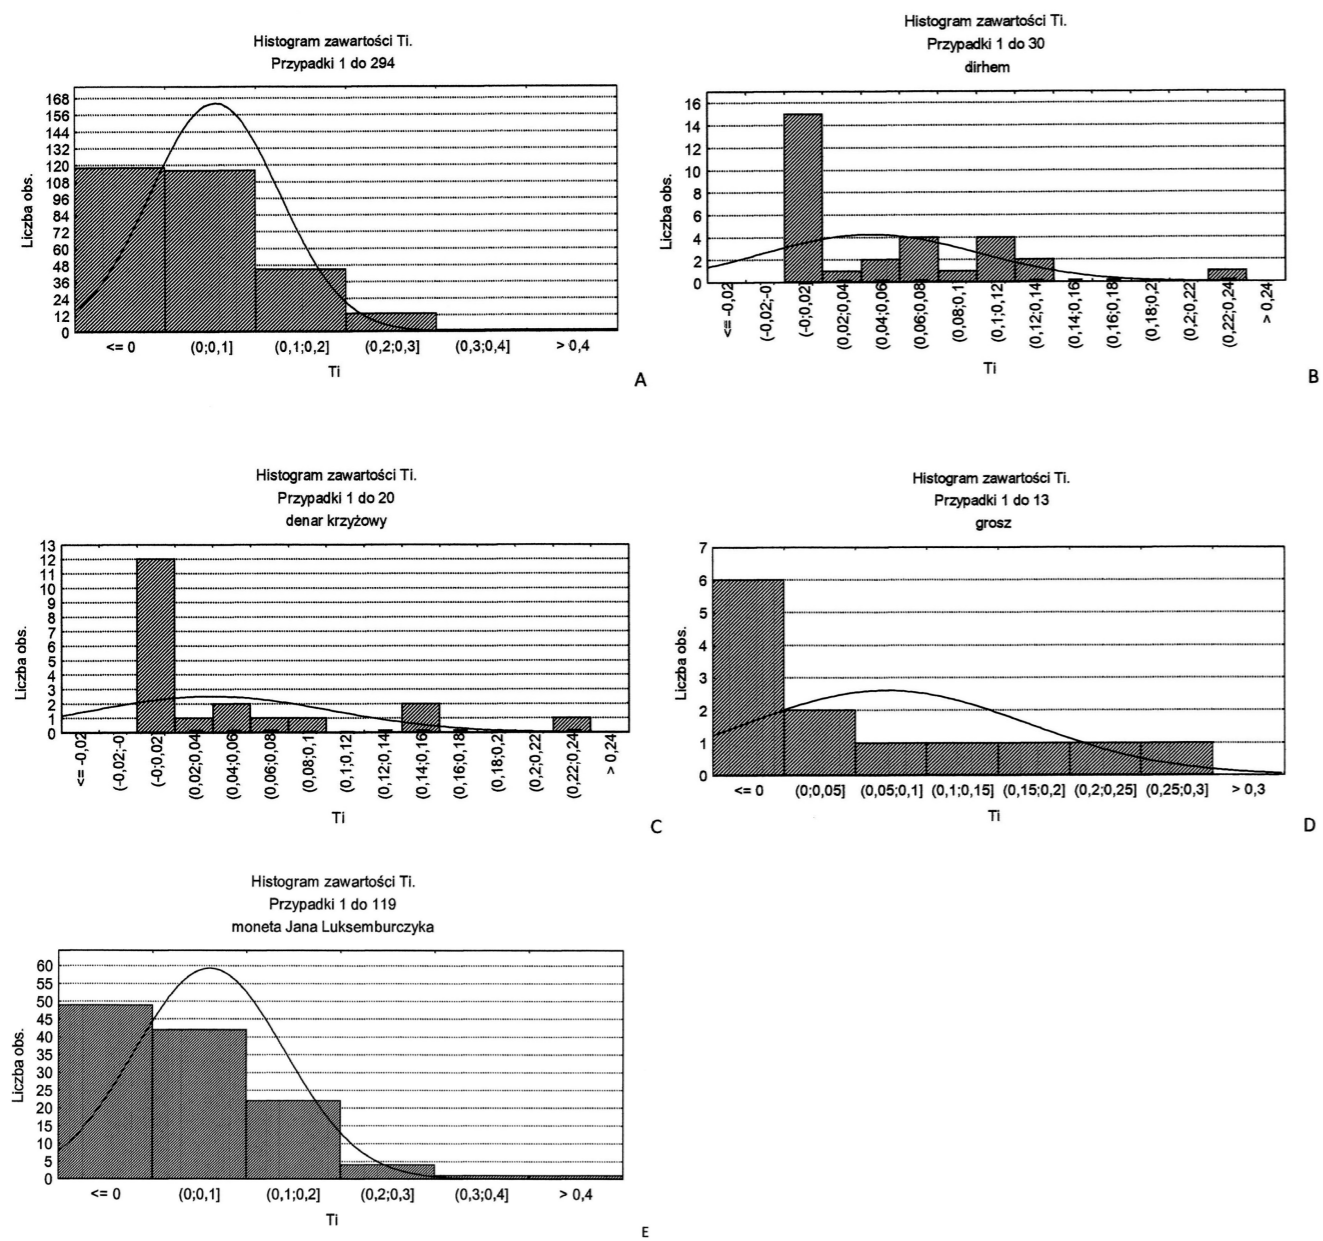 Histogram zawartości Ti.
Przypadki 1 do 294
168
156
144
132
120
108
96
84
72
60
48
36
24
12
0
Liczba obs.
<= 0 (0;0,1] (0,1;0,2] (0,2;0,3] (0,3;0,4] > 0,4
Ti
A
Histogram zawartości Ti.
Przypadki 1 do 30
dirhem
16
14
12
10
8
6
4
2
0
Liczba obs.
<= -0,02
(-0,02;-0]
(-0;0,02]
(0,02;0,04]
(0,04;0,06]
(0,06;0,08]
(0,08;0,1]
(0,1;0,12]
(0,12;0,14]
(0,14;0,16]
(0,16;0,18]
(0,18;0,2]
(0,2;0,22]
(0,22;0,24]
> 0,24
Ti
B
Histogram zawartości Ti.
Przypadki 1 do 20
denar krzyżowy
13
12
11
10
9
8
7
6
5
4
3
2
1
0
Liczba obs.
<= -0,02
(-0,02;-0]
(-0;0,02]
(0,02;0,04]
(0,04;0,06]
(0,06;0,08]
(0,08;0,1]
(0,1;0,12]
(0,12;0,14]
(0,14;0,16]
(0,16;0,18]
(0,18;0,2]
(0,2;0,22]
(0,22;0,24]
> 0,24
Ti
C
Histogram zawartości Ti.
Przypadki 1 do 13
grosz
7
6
5
4
3
2
1
0
Liczba obs.
<= 0 (0;0,05] (0,05;0,1] (0,1;0,15] (0,15;0,2] (0,2;0,25] (0,25;0,3] > 0,3
Ti
D
Histogram zawartości Ti.
Przypadki 1 do 119
moneta Jana Luksemburczyka
60
55
50
45
40
35
30
25
20
15
10
5
0
Liczba obs.
<= 0 (0;0,1] (0,1;0,2] (0,2;0,3] (0,3;0,4] > 0,4
Ti
E